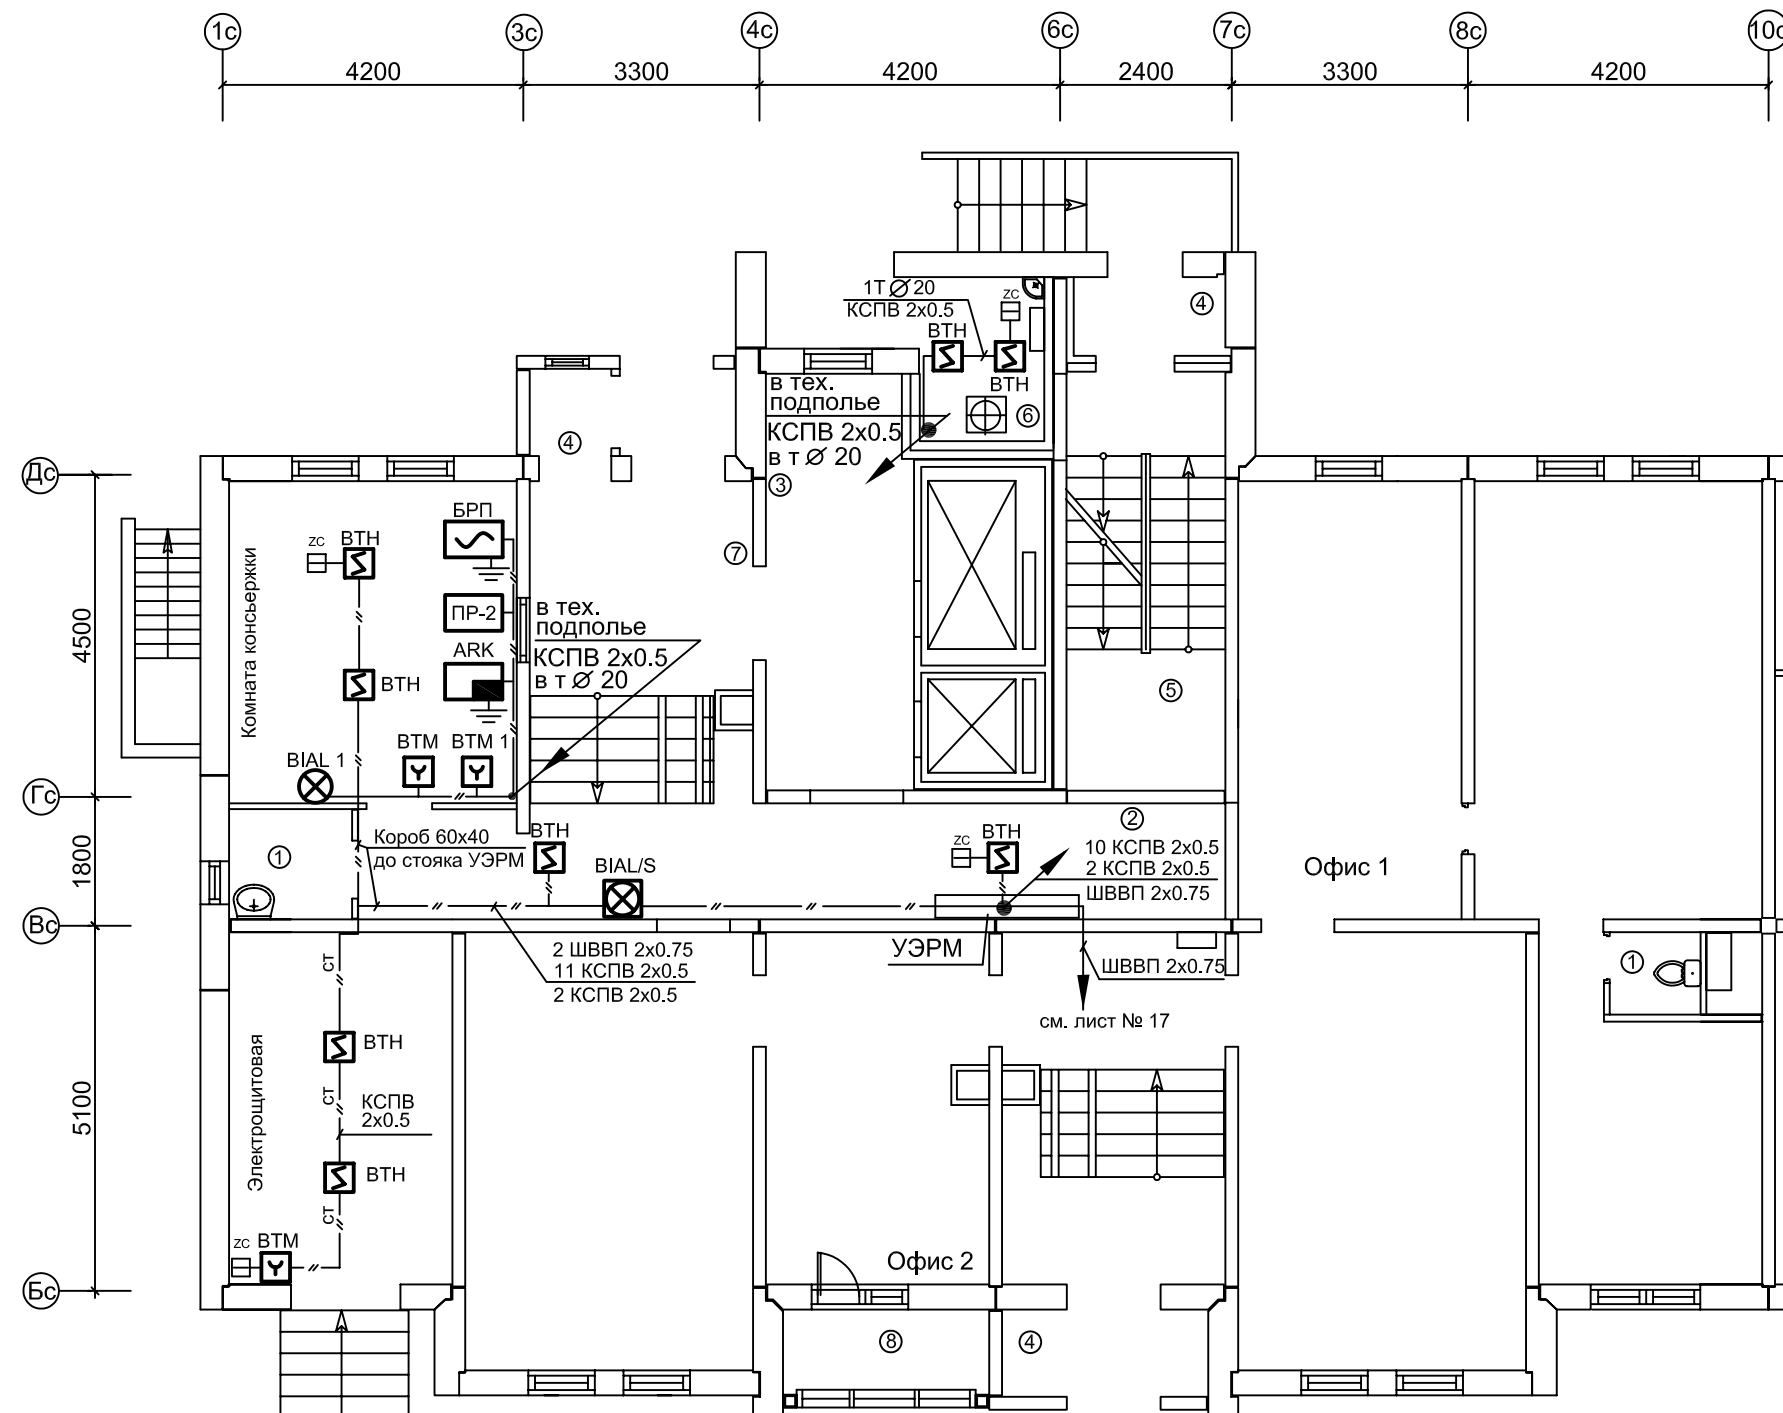 1с 3с 4с 6с 7с 8с 10с
4200 3300 4200 2400 3300 4200
1Т Ø 20
КСПВ 2х0.5
ZC
④
ВТН
ВТН
в тех.
подполье
КСПВ 2х0.5
в т Ø 20
⑥
④
③
Дс
БРП
ZC
ВТН
⑦
Комната консьержки
ПР-2
в тех.
подполье
КСПВ 2х0.5
в т Ø 20
4500
ARK
ВТН
⑤
ВТМ
ВТМ 1
BIAL 1
Гс
②
Короб 60х40
до стояка УЭРМ
ВТН
ZC
ВТН
10 КСПВ 2х0.5
2 КСПВ 2х0.5
ШВВП 2х0.75
①
BIAL/S
Офис 1
1800
Вс
УЭРМ
2 ШВВП 2х0.75
11 КСПВ 2х0.5
2 КСПВ 2х0.5
ШВВП 2х0.75
①
ст
см. лист № 17
Электрощитовая
ВТН
ст
КСПВ
2х0.5
5100
ВТН
ст
ZC
ВТМ
Офис 2
Бс
⑧
④